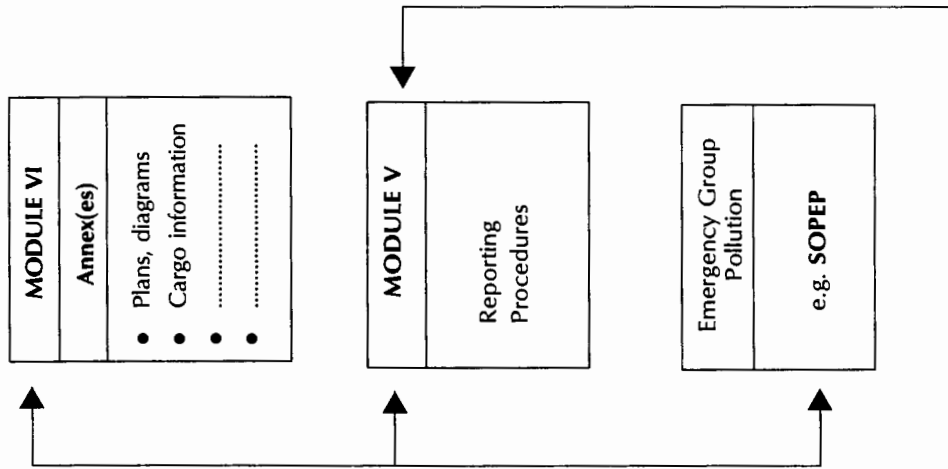 MODULE VI
Annex(es)
● Plans, diagrams
● Cargo information
● ..........................
● ..........................
MODULE V
Reporting
Procedures
Emergency Group
Pollution
e.g. SOPEP